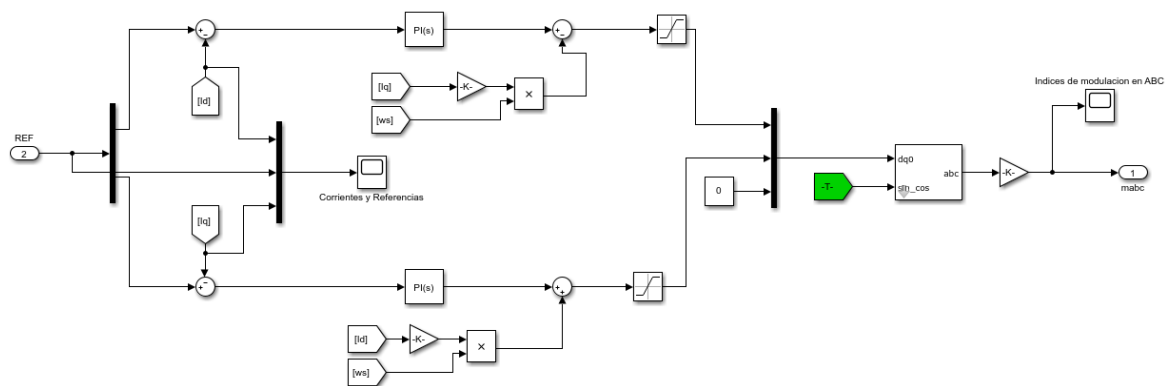 PI(s)
[Iq]
-K-
×
[ws]
[Id]
Indices de modulacion en ABC
REF
2
Corrientes y Referencias
dq0
abc
-T-
sin_cos
-K-
1
mabc
0
[Iq]
PI(s)
[Id]
-K-
×
[ws]